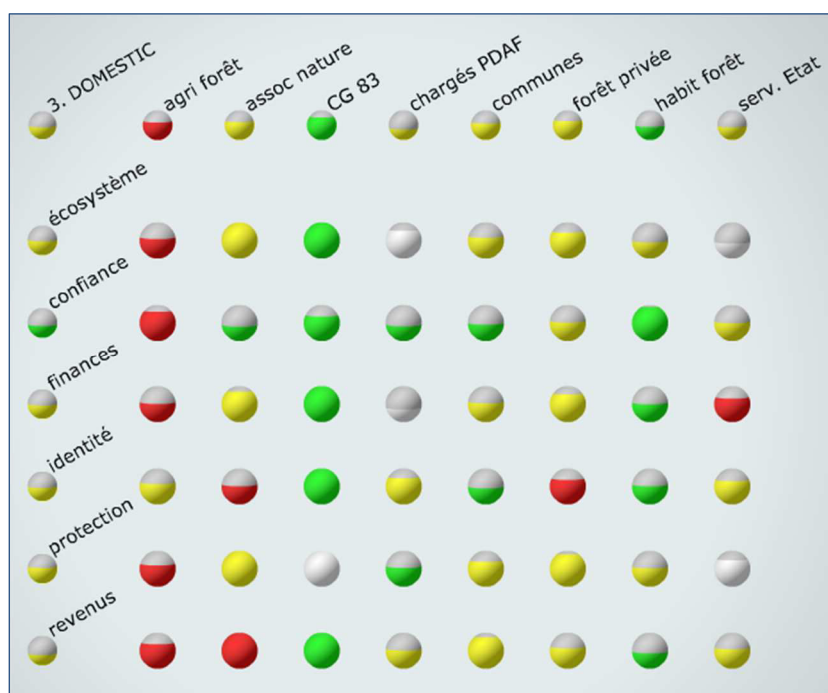 3. DOMESTIC
agri forêt
assoc nature
CG 83
chargés PDAF
communes
forêt privée
habit forêt
serv. Etat
écosystème
confiance
finances
identité
protection
revenus